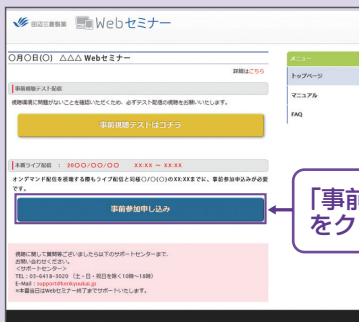 田辺三菱製薬 Webセミナー
〇月〇日(〇) △△△ Webセミナー
詳細はこちら
事前視聴テスト配信
視聴環境に問題がないことを確認いただくため、必ずテスト配信の視聴をお願いいたします。
事前視聴テストはコチラ
本番ライブ配信 : 20〇〇/〇〇/〇〇 XX:XX ～ XX:XX
オンデマンド配信を視聴する際もライブ配信と同様〇/〇(〇)のXX:XXまでに、事前参加申込みが必要
です。
事前参加申し込み
視聴に関して質問等ございましたら以下のサポートセンターまで、
お問い合わせください。
<サポートセンター>
TEL : 03-6418-3020 (土・日・祝日を除く10時～18時)
E-Mail : support@kenkyuukai.jp
※本番当日はWebセミナー終了までサポートいたします。
メニュー
トップページ
マニュアル
FAQ
「事前
をク